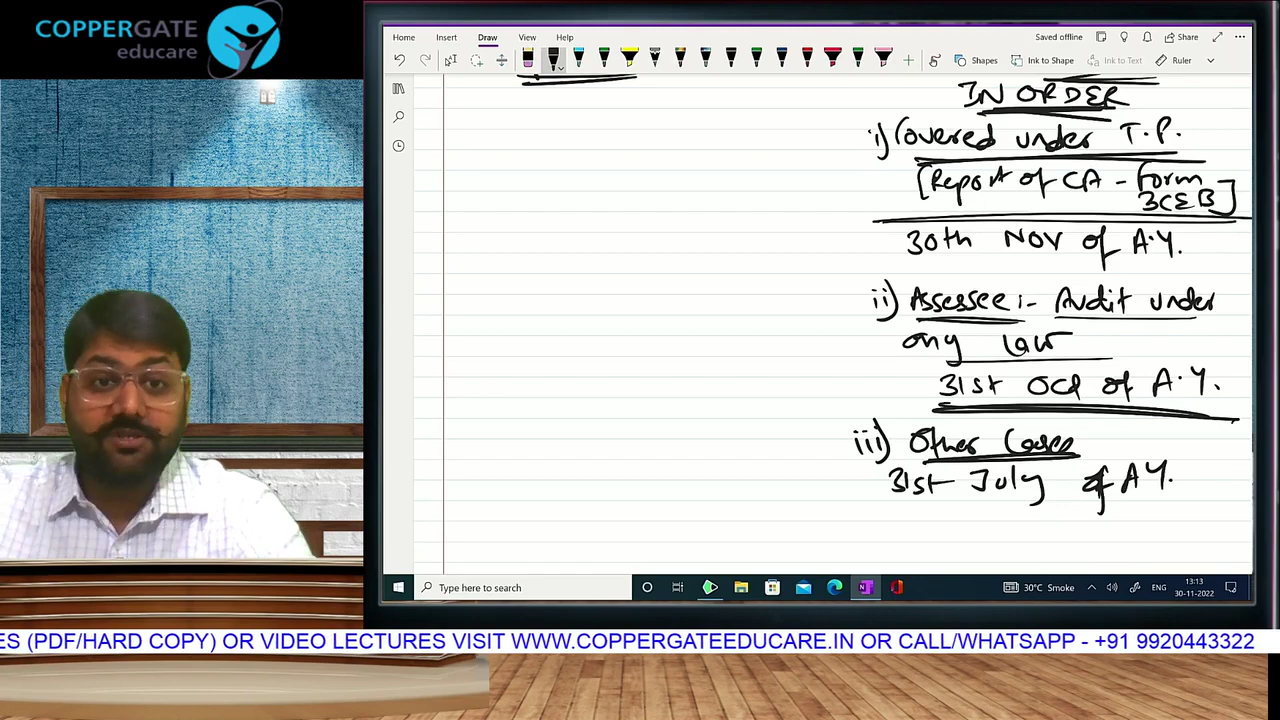 COPPERGATE
educare
Home Insert Draw View Help
Saved offline
Share
Shapes
Ink to Shape
Ink to Text
Ruler
IN ORDER
i) Covered under T.P.
[Report of CA - Form
3CEB]
30th NOV of A.Y.
ii) Assessee :- Audit under
any law
31st Oct of A.Y.
iii) Other Cases
31st July of A.Y.
Type here to search
30°C Smoke
ENG
13:13
30-11-2022
ES (PDF/HARD COPY) OR VIDEO LECTURES VISIT WWW.COPPERGATEEDUCARE.IN OR CALL/WHATSAPP - +91 9920443322